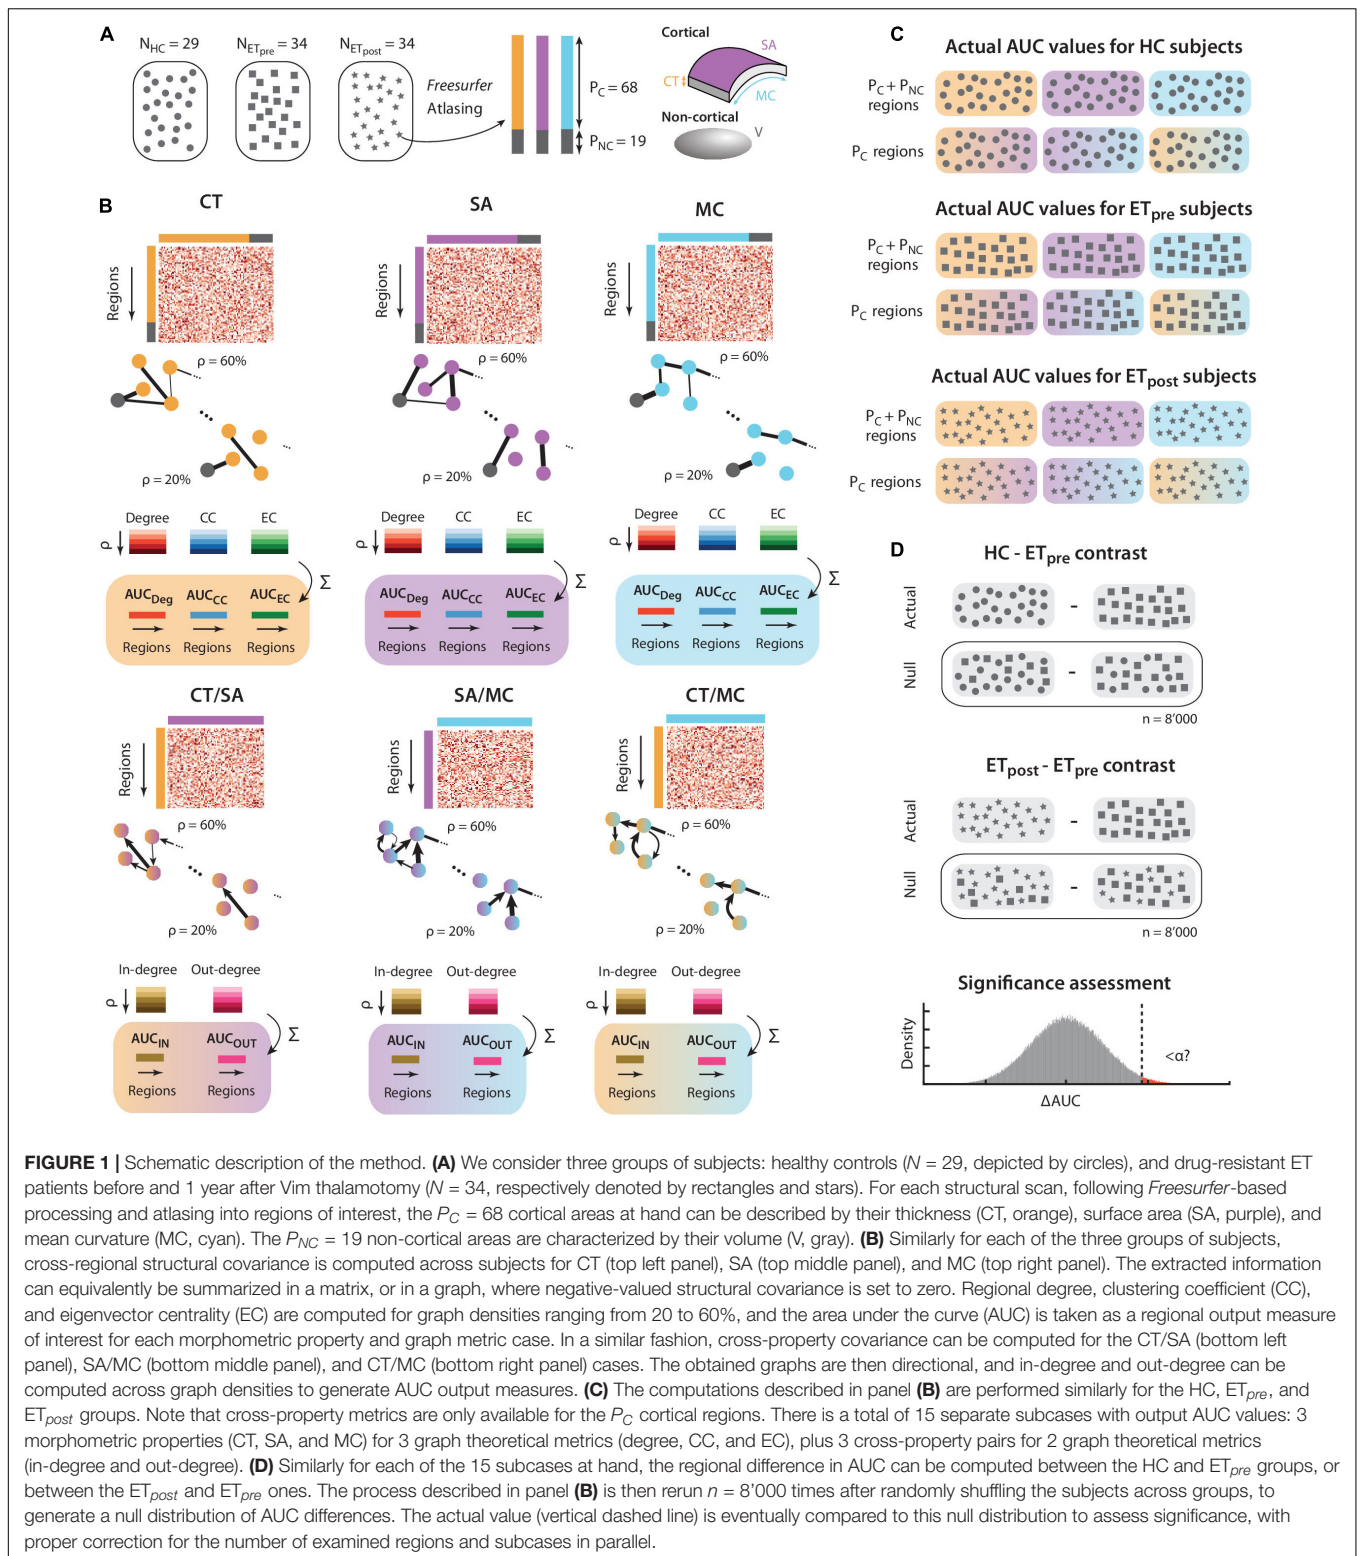 A
N_HC = 29
N_ETpre = 34
N_ETpost = 34
Freesurfer
Atlasing
P_C = 68
P_NC = 19
Cortical
SA
CT
MC
Non-cortical
V
B
CT
SA
MC
Regions
Regions
Regions
ρ = 60%
ρ = 60%
ρ = 60%
ρ = 20%
ρ = 20%
ρ = 20%
Degree CC EC
Degree CC EC
Degree CC EC
ρ
ρ
ρ
Σ
Σ
Σ
AUC_Deg AUC_CC AUC_EC
AUC_Deg AUC_CC AUC_EC
AUC_Deg AUC_CC AUC_EC
Regions Regions Regions
Regions Regions Regions
Regions Regions Regions
CT/SA
SA/MC
CT/MC
Regions
Regions
Regions
ρ = 60%
ρ = 60%
ρ = 60%
ρ = 20%
ρ = 20%
ρ = 20%
In-degree Out-degree
In-degree Out-degree
In-degree Out-degree
ρ
ρ
ρ
Σ
Σ
Σ
AUC_IN AUC_OUT
AUC_IN AUC_OUT
AUC_IN AUC_OUT
Regions Regions
Regions Regions
Regions Regions
C
Actual AUC values for HC subjects
P_C + P_NC
regions
P_C regions
Actual AUC values for ET_pre subjects
P_C + P_NC
regions
P_C regions
Actual AUC values for ET_post subjects
P_C + P_NC
regions
P_C regions
D
HC - ET_pre contrast
Actual
-
Null
-
n = 8'000
ET_post - ET_pre contrast
Actual
-
Null
-
n = 8'000
Significance assessment
Density
<α?
ΔAUC
FIGURE 1 | Schematic description of the method. (A) We consider three groups of subjects: healthy controls (N = 29, depicted by circles), and drug-resistant ET
patients before and 1 year after Vim thalamotomy (N = 34, respectively denoted by rectangles and stars). For each structural scan, following Freesurfer-based
processing and atlasing into regions of interest, the P_C = 68 cortical areas at hand can be described by their thickness (CT, orange), surface area (SA, purple), and
mean curvature (MC, cyan). The P_NC = 19 non-cortical areas are characterized by their volume (V, gray). (B) Similarly for each of the three groups of subjects,
cross-regional structural covariance is computed across subjects for CT (top left panel), SA (top middle panel), and MC (top right panel). The extracted information
can equivalently be summarized in a matrix, or in a graph, where negative-valued structural covariance is set to zero. Regional degree, clustering coefficient (CC),
and eigenvector centrality (EC) are computed for graph densities ranging from 20 to 60%, and the area under the curve (AUC) is taken as a regional output measure
of interest for each morphometric property and graph metric case. In a similar fashion, cross-property covariance can be computed for the CT/SA (bottom left
panel), SA/MC (bottom middle panel), and CT/MC (bottom right panel) cases. The obtained graphs are then directional, and in-degree and out-degree can be
computed across graph densities to generate AUC output measures. (C) The computations described in panel (B) are performed similarly for the HC, ET_pre, and
ET_post groups. Note that cross-property metrics are only available for the P_C cortical regions. There is a total of 15 separate subcases with output AUC values: 3
morphometric properties (CT, SA, and MC) for 3 graph theoretical metrics (degree, CC, and EC), plus 3 cross-property pairs for 2 graph theoretical metrics
(in-degree and out-degree). (D) Similarly for each of the 15 subcases at hand, the regional difference in AUC can be computed between the HC and ET_pre groups, or
between the ET_post and ET_pre ones. The process described in panel (B) is then rerun n = 8'000 times after randomly shuffling the subjects across groups, to
generate a null distribution of AUC differences. The actual value (vertical dashed line) is eventually compared to this null distribution to assess significance, with
proper correction for the number of examined regions and subcases in parallel.